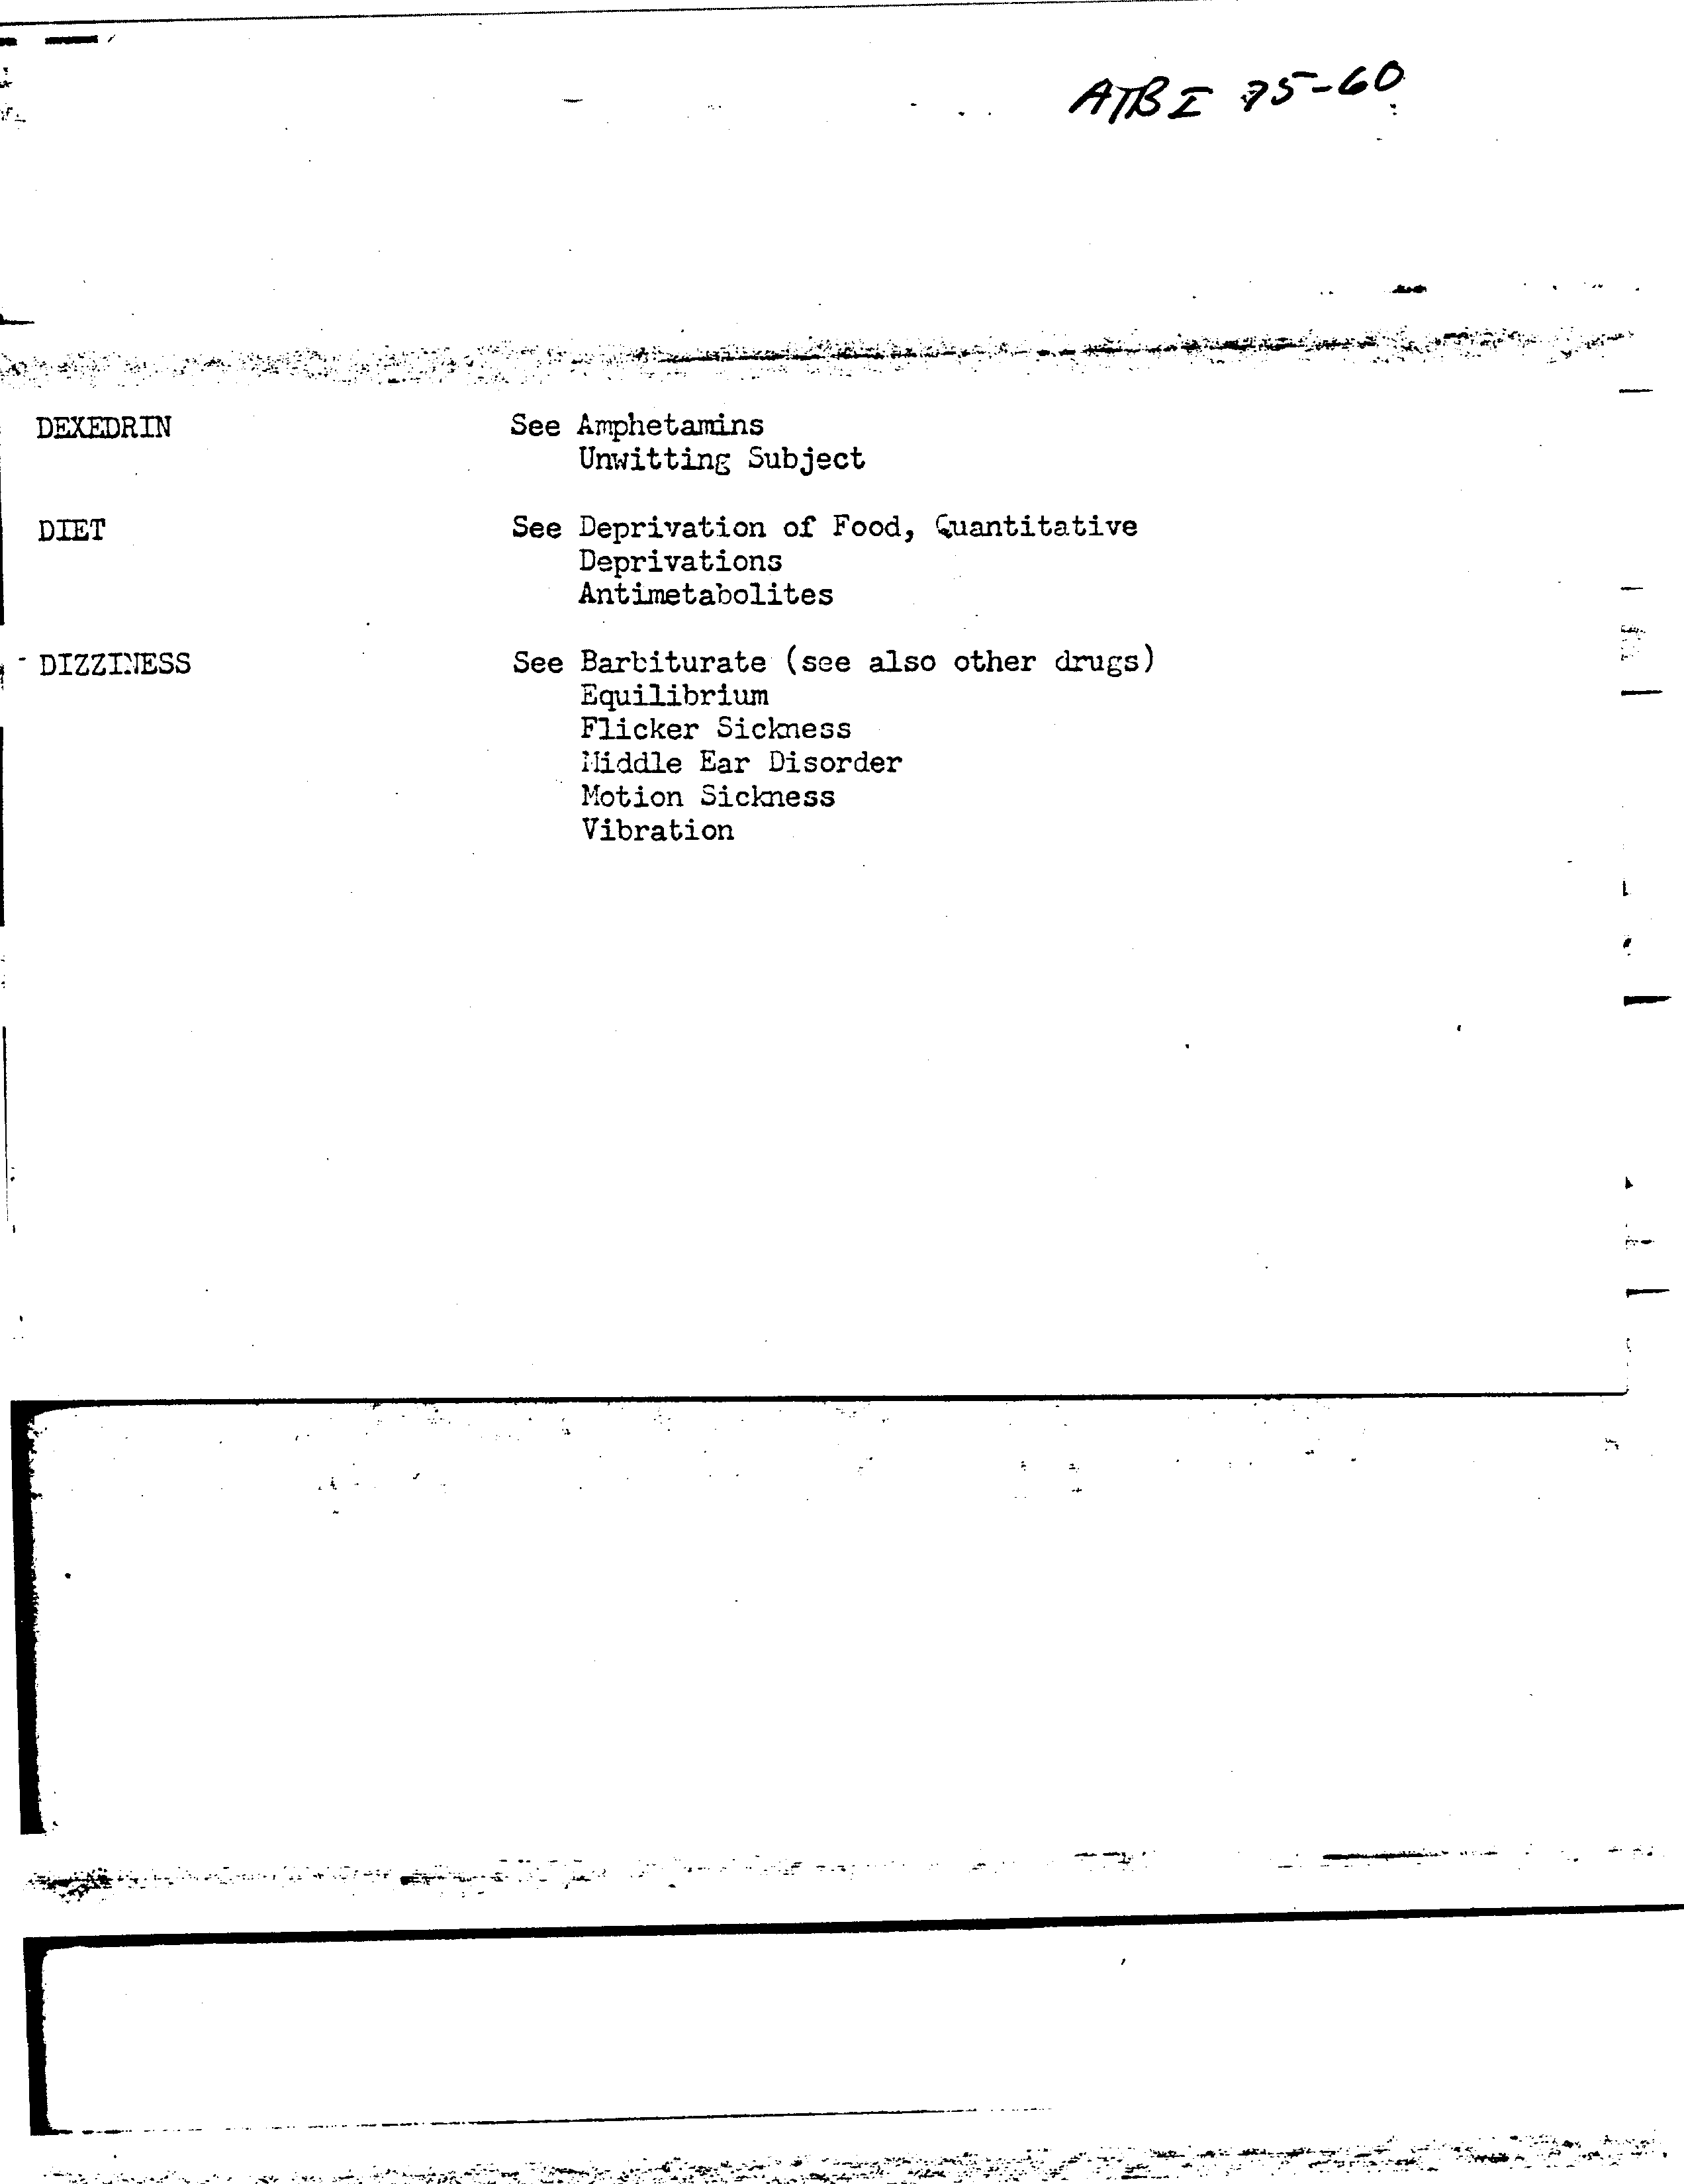 ATBI 75-60
DEXEDRIN See Amphetamins
Unwitting Subject
DIET See Deprivation of Food, Quantitative
Deprivations
Antimetabolites
DIZZINESS See Barbiturate (see also other drugs)
Equilibrium
Flicker Sickness
Middle Ear Disorder
Motion Sickness
Vibration